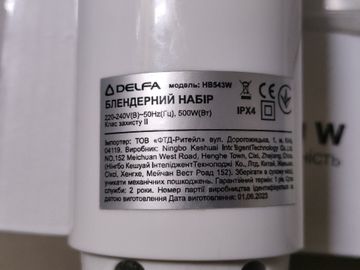 DELFA модель: HB543W
БЛЕНДЕРНИЙ НАБІР
220-240V(В)~50Hz(Гц), 500W(Вт)
Клас захисту II
IPX4
Імпортер: ТОВ «ФТД-Ритейл» вул. Дорогожицька, 1, м. Київ,
04119. Виробник: Ningbo Keshuai Intelligent Technology Co., Ltd.
NO,152 Meichuan West Road, Henghe Town, Cixi, Zhejiang, China
(Нінгбо Кешуай ІнтеліджентТехнолоджі Ко., Лтд, Китай,
Сіксі, Хенгхе, Мейчан Вест Роад 152). Зберігати в сухому місці,
уникати механічних пошкоджень. Гарантійний термін 1 рік.
служби: 2 роки. Номер партії виробництва ідентифікується за
датою виготовлення Дата виготовлення 01,06,2023
W
НІСТЬ